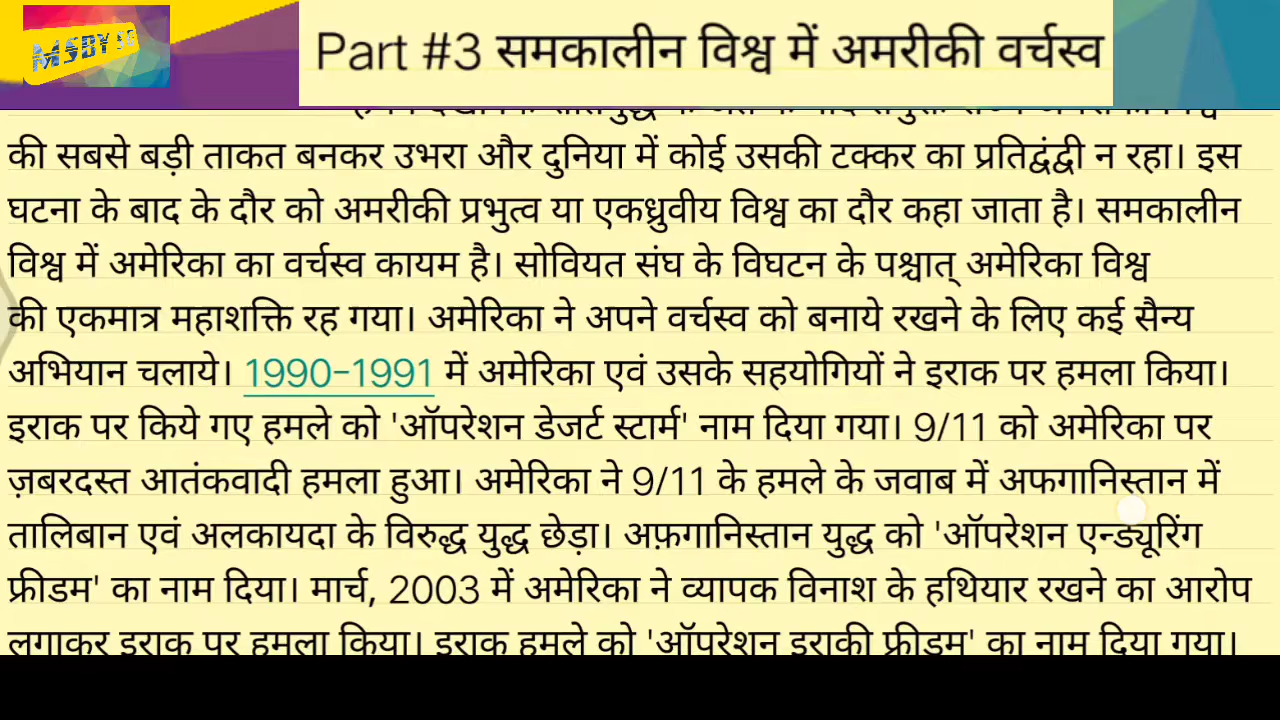 MSBY SG
Part #3 समकालीन विश्व में अमरीकी वर्चस्व
की सबसे बड़ी ताकत बनकर उभरा और दुनिया में कोई उसकी टक्कर का प्रतिद्वंद्वी न रहा। इस
घटना के बाद के दौर को अमरीकी प्रभुत्व या एकध्रुवीय विश्व का दौर कहा जाता है। समकालीन
विश्व में अमेरिका का वर्चस्व कायम है। सोवियत संघ के विघटन के पश्चात् अमेरिका विश्व
की एकमात्र महाशक्ति रह गया। अमेरिका ने अपने वर्चस्व को बनाये रखने के लिए कई सैन्य
अभियान चलाये। 1990-1991 में अमेरिका एवं उसके सहयोगियों ने इराक पर हमला किया।
इराक पर किये गए हमले को 'ऑपरेशन डेजर्ट स्टार्म' नाम दिया गया। 9/11 को अमेरिका पर
ज़बरदस्त आतंकवादी हमला हुआ। अमेरिका ने 9/11 के हमले के जवाब में अफगानिस्तान में
तालिबान एवं अलकायदा के विरुद्ध युद्ध छेड़ा। अफ़गानिस्तान युद्ध को 'ऑपरेशन एन्ड्यूरिंग
फ्रीडम' का नाम दिया। मार्च, 2003 में अमेरिका ने व्यापक विनाश के हथियार रखने का आरोप
लगाकर इराक पर हमला किया। इराक हमले को 'ऑपरेशन इराकी फ्रीडम' का नाम दिया गया।